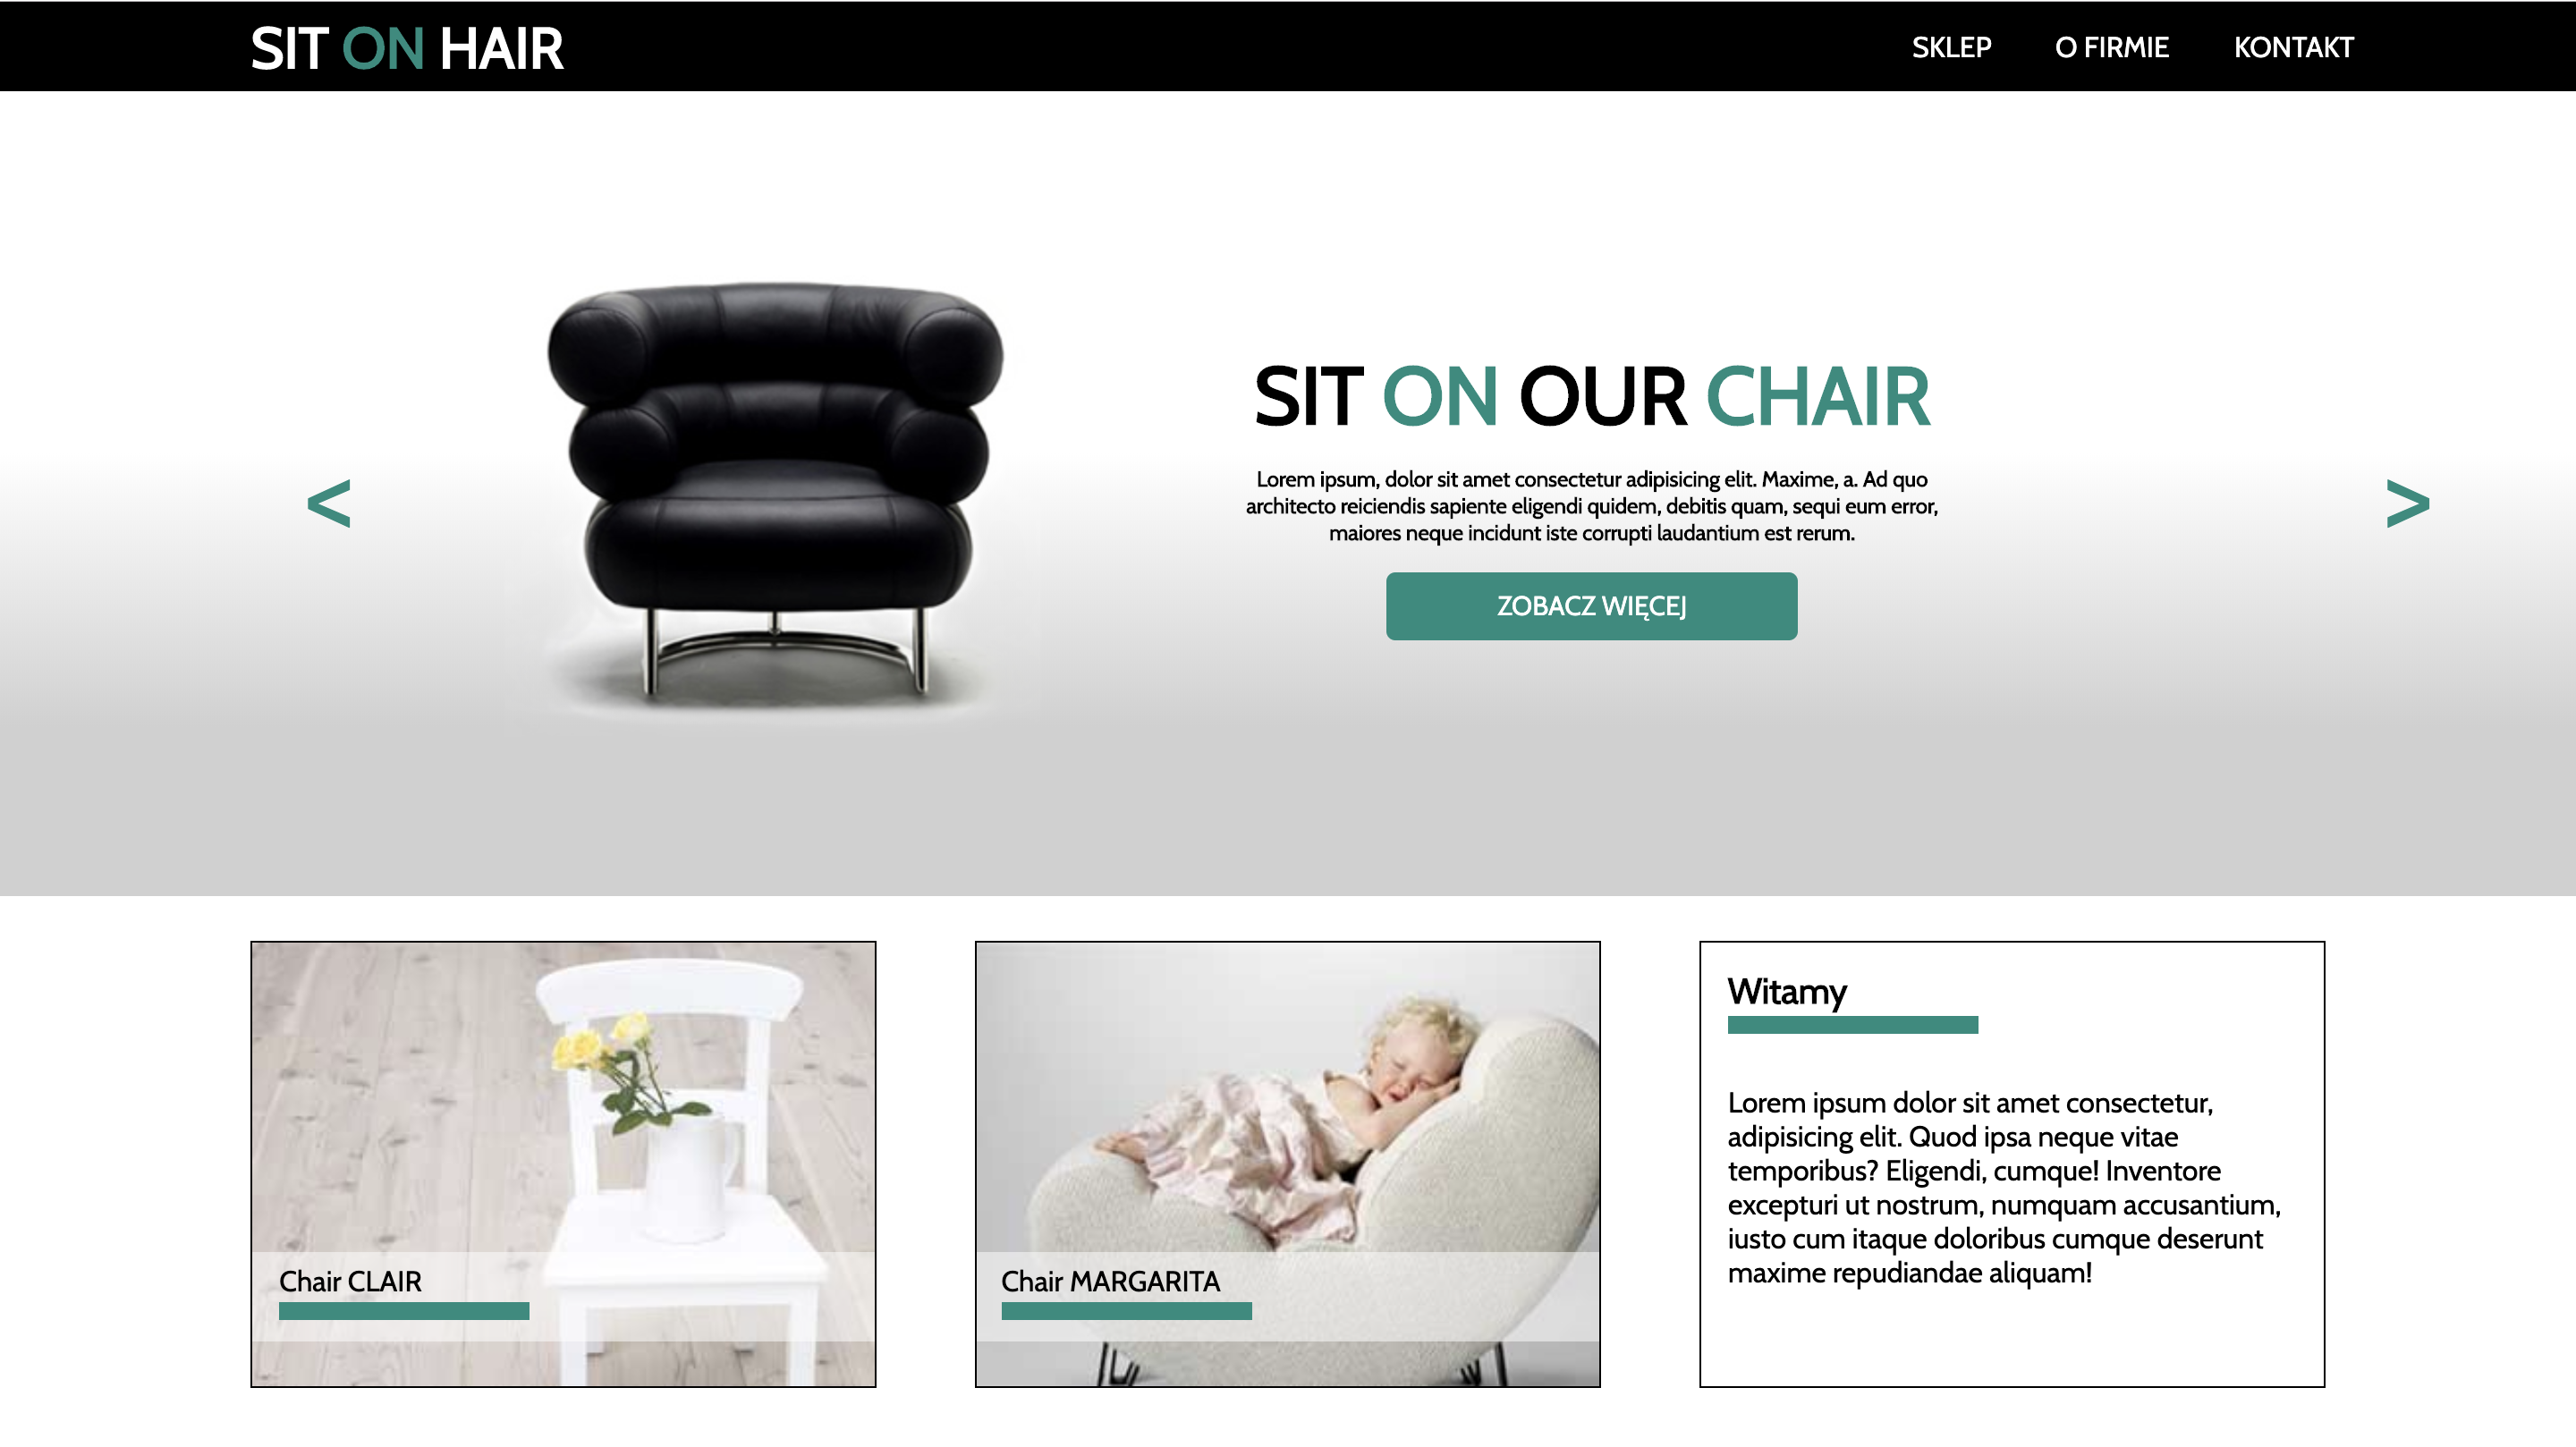 SIT ON HAIR
SKLEP O FIRMIE KONTAKT
SIT ON OUR CHAIR
Lorem ipsum, dolor sit amet consectetur adipisicing elit. Maxime, a. Ad quo
architecto reiciendis sapiente eligendi quidem, debitis quam, sequi eum error,
maiores neque incidunt iste corrupti laudantium est rerum.
<
>
ZOBACZ WIĘCEJ
Chair CLAIR
Chair MARGARITA
Witamy
Lorem ipsum dolor sit amet consectetur,
adipisicing elit. Quod ipsa neque vitae
temporibus? Eligendi, cumque! Inventore
excepturi ut nostrum, numquam accusantium,
iusto cum itaque doloribus cumque deserunt
maxime repudiandae aliquam!